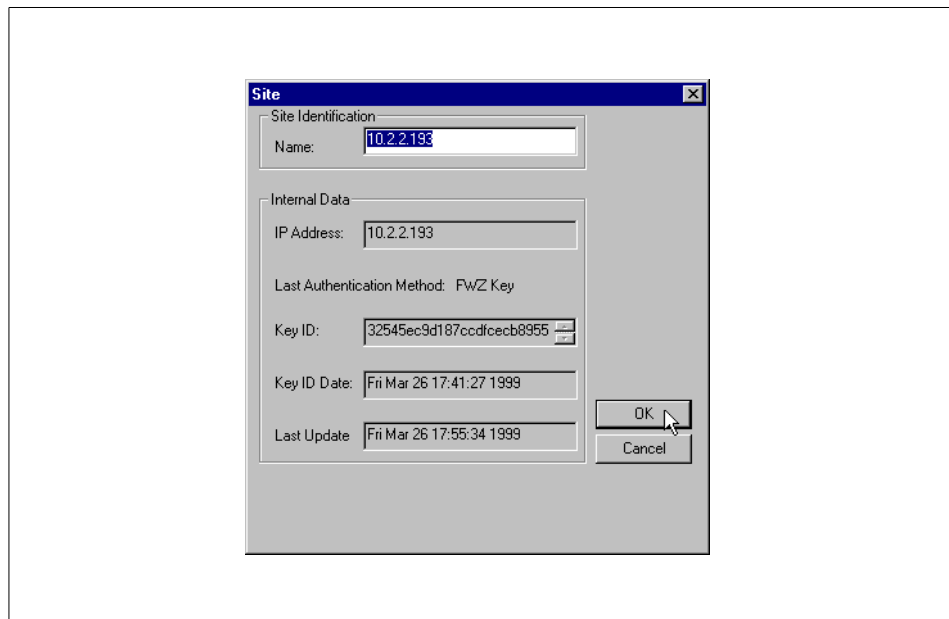 Site
Site Identification
Name: 10.2.2.193
Internal Data
IP Address: 10.2.2.193
Last Authentication Method: FWZ Key
Key ID: 32545ec9d187ccdfcecb8955
Key ID Date: Fri Mar 26 17:41:27 1999
Last Update Fri Mar 26 17:55:34 1999
OK
Cancel